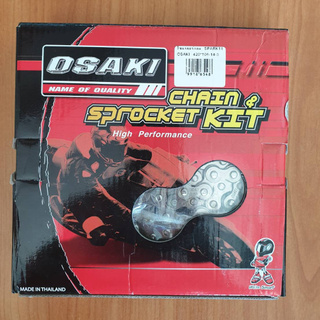 OSAKI
NAME OF QUALITY
CHAIN &
SPROCKET KIT
High Performance
MADE IN THAILAND